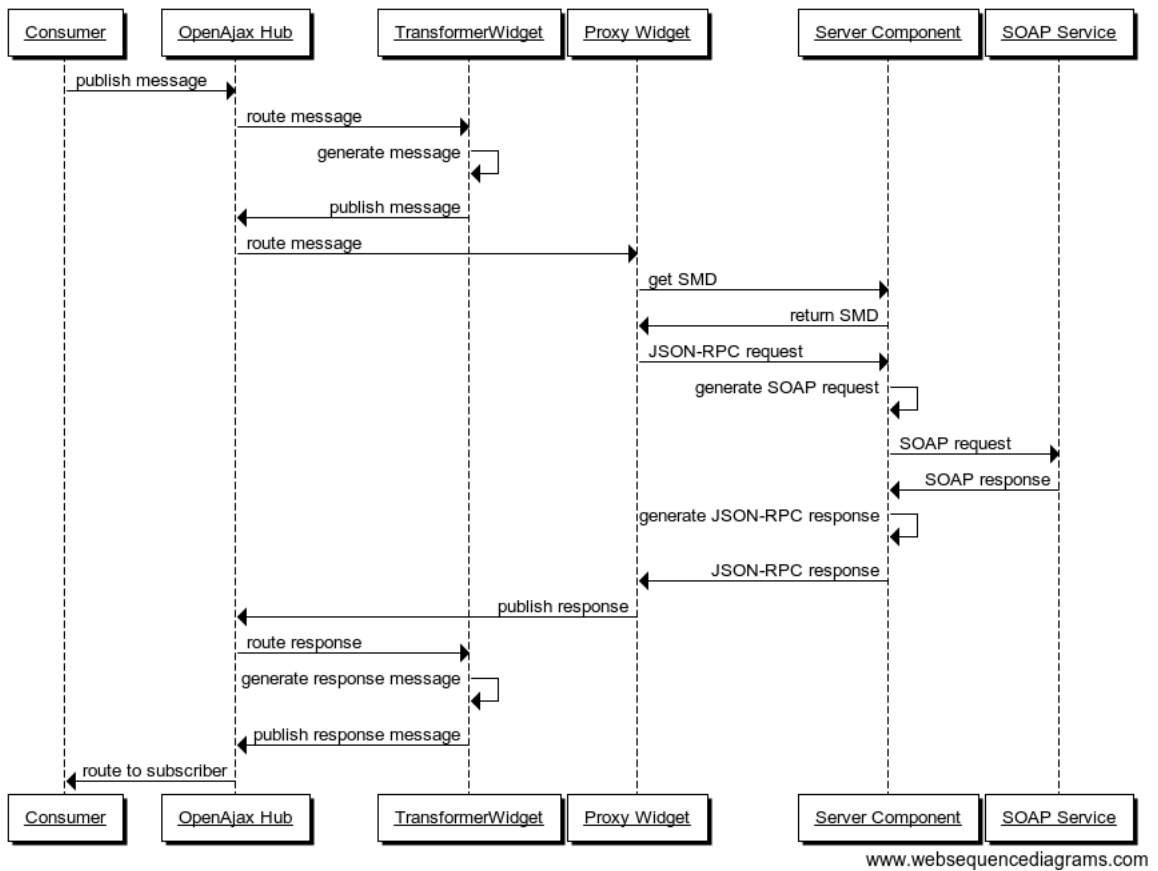 Consumer OpenAjax Hub TransformerWidget Proxy Widget Server Component SOAP Service
publish message
route message
generate message
publish message
route message
get SMD
return SMD
JSON-RPC request
generate SOAP request
SOAP request
SOAP response
generate JSON-RPC response
JSON-RPC response
publish response
route response
generate response message
publish response message
route to subscriber
Consumer OpenAjax Hub TransformerWidget Proxy Widget Server Component SOAP Service
www.websequencediagrams.com